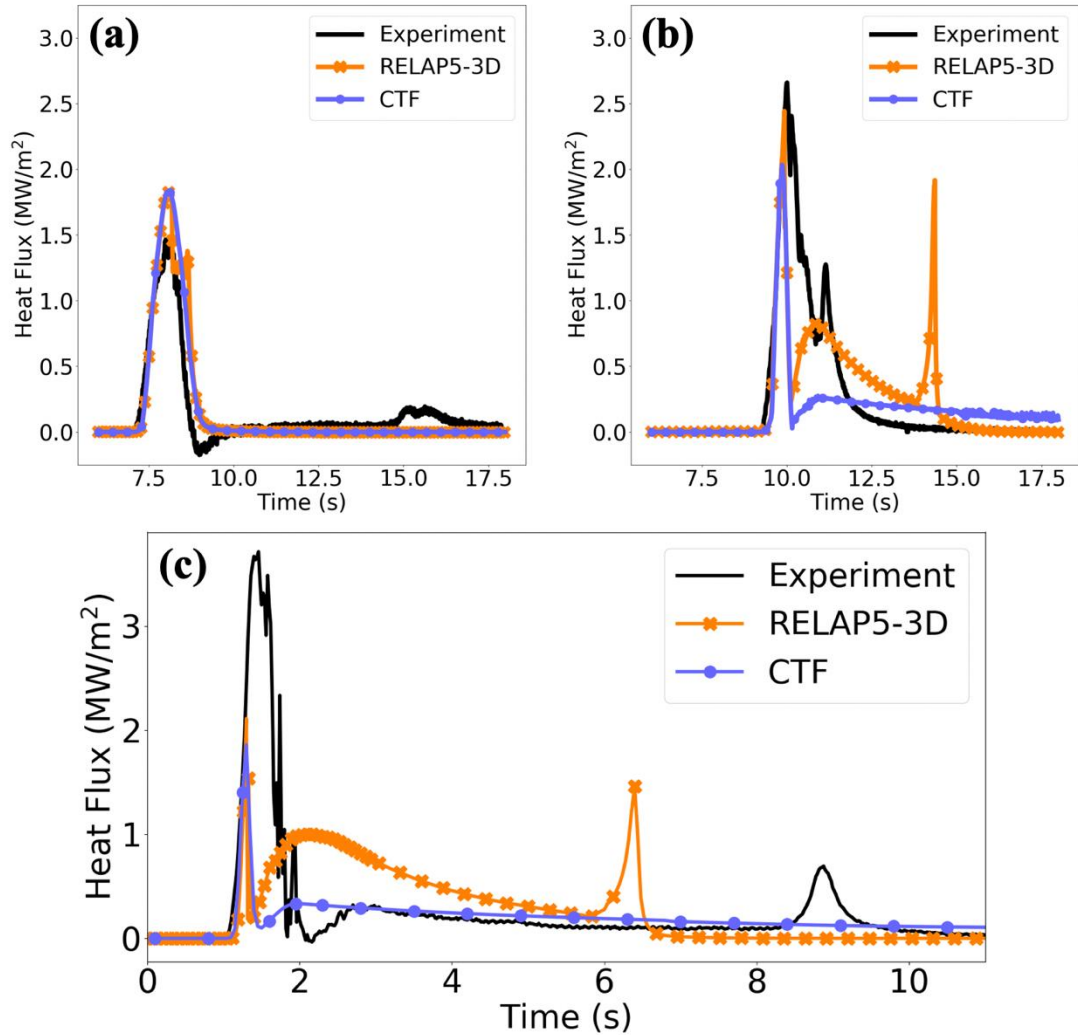 (a)
Experiment
RELAP5-3D
CTF
Heat Flux (MW/m²)
3.0
2.5
2.0
1.5
1.0
0.5
0.0
7.5 10.0 12.5 15.0 17.5
Time (s)
(b)
Experiment
RELAP5-3D
CTF
Heat Flux (MW/m²)
3.0
2.5
2.0
1.5
1.0
0.5
0.0
7.5 10.0 12.5 15.0 17.5
Time (s)
(c)
Experiment
RELAP5-3D
CTF
Heat Flux (MW/m²)
3
2
1
0
0 2 4 6 8 10
Time (s)